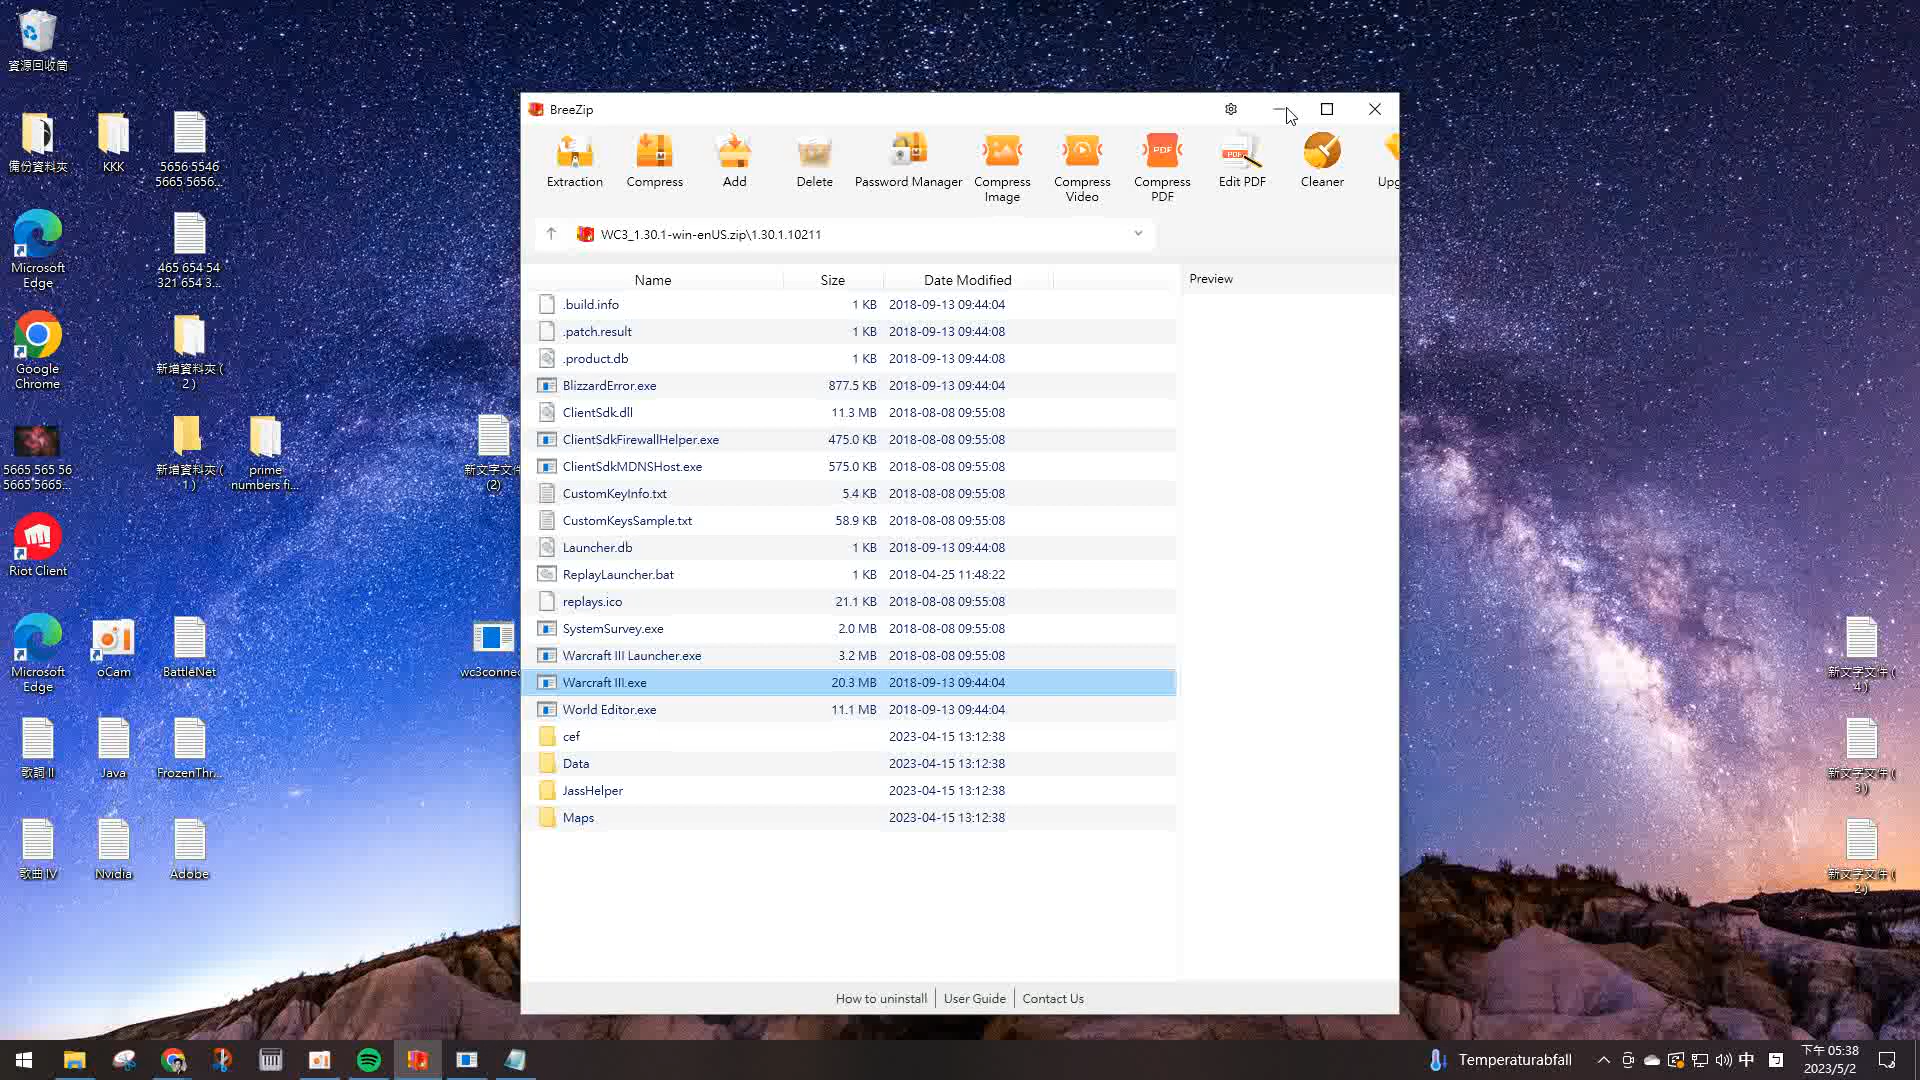 資源回收筒
備份資料夾
KKK
5656 5546
5665 5656...
Microsoft
Edge
465 654 54
321 654 3...
Google
Chrome
新增資料夾 (
2 )
5665 565 56
5665 5665...
新增資料夾 (
1 )
prime
numbers fi...
新文字文件
(2)
Riot Client
Microsoft
Edge
oCam
BattleNet
wc3connec
歌詞 II
Java
FrozenThr...
歌曲 IV
Nvidia
Adobe
BreeZip
Extraction
Compress
Add
Delete
Password Manager
Compress
Image
Compress
Video
PDF
Compress
PDF
PDF
Edit PDF
Cleaner
Upg
WC3_1.30.1-win-enUS.zip\1.30.1.10211
Name Size Date Modified
Preview
.build.info 1 KB 2018-09-13 09:44:04
.patch.result 1 KB 2018-09-13 09:44:08
.product.db 1 KB 2018-09-13 09:44:08
BlizzardError.exe 877.5 KB 2018-09-13 09:44:04
ClientSdk.dll 11.3 MB 2018-08-08 09:55:08
ClientSdkFirewallHelper.exe 475.0 KB 2018-08-08 09:55:08
ClientSdkMDNSHost.exe 575.0 KB 2018-08-08 09:55:08
CustomKeyInfo.txt 5.4 KB 2018-08-08 09:55:08
CustomKeysSample.txt 58.9 KB 2018-08-08 09:55:08
Launcher.db 1 KB 2018-09-13 09:44:08
ReplayLauncher.bat 1 KB 2018-04-25 11:48:22
replays.ico 21.1 KB 2018-08-08 09:55:08
SystemSurvey.exe 2.0 MB 2018-08-08 09:55:08
Warcraft III Launcher.exe 3.2 MB 2018-08-08 09:55:08
Warcraft III.exe 20.3 MB 2018-09-13 09:44:04
World Editor.exe 11.1 MB 2018-09-13 09:44:04
cef 2023-04-15 13:12:38
Data 2023-04-15 13:12:38
JassHelper 2023-04-15 13:12:38
Maps 2023-04-15 13:12:38
How to uninstall User Guide Contact Us
新文字文件 (
4 )
新文字文件 (
3 )
新文字文件 (
2 )
Temperaturabfall
中
下午 05:38
2023/5/2